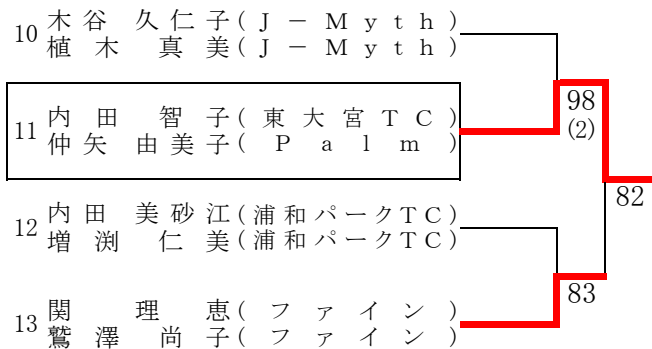 10 木谷 久仁子(J－Myth)
植木 真美(J－Myth)
98
(2)
11 内田 智子(東大宮TC)
仲矢 由美子(Palm)
82
12 内田 美砂江(浦和パークTC)
増渕 仁美(浦和パークTC)
83
13 関 理恵(ファイン)
鷲澤 尚子(ファイン)